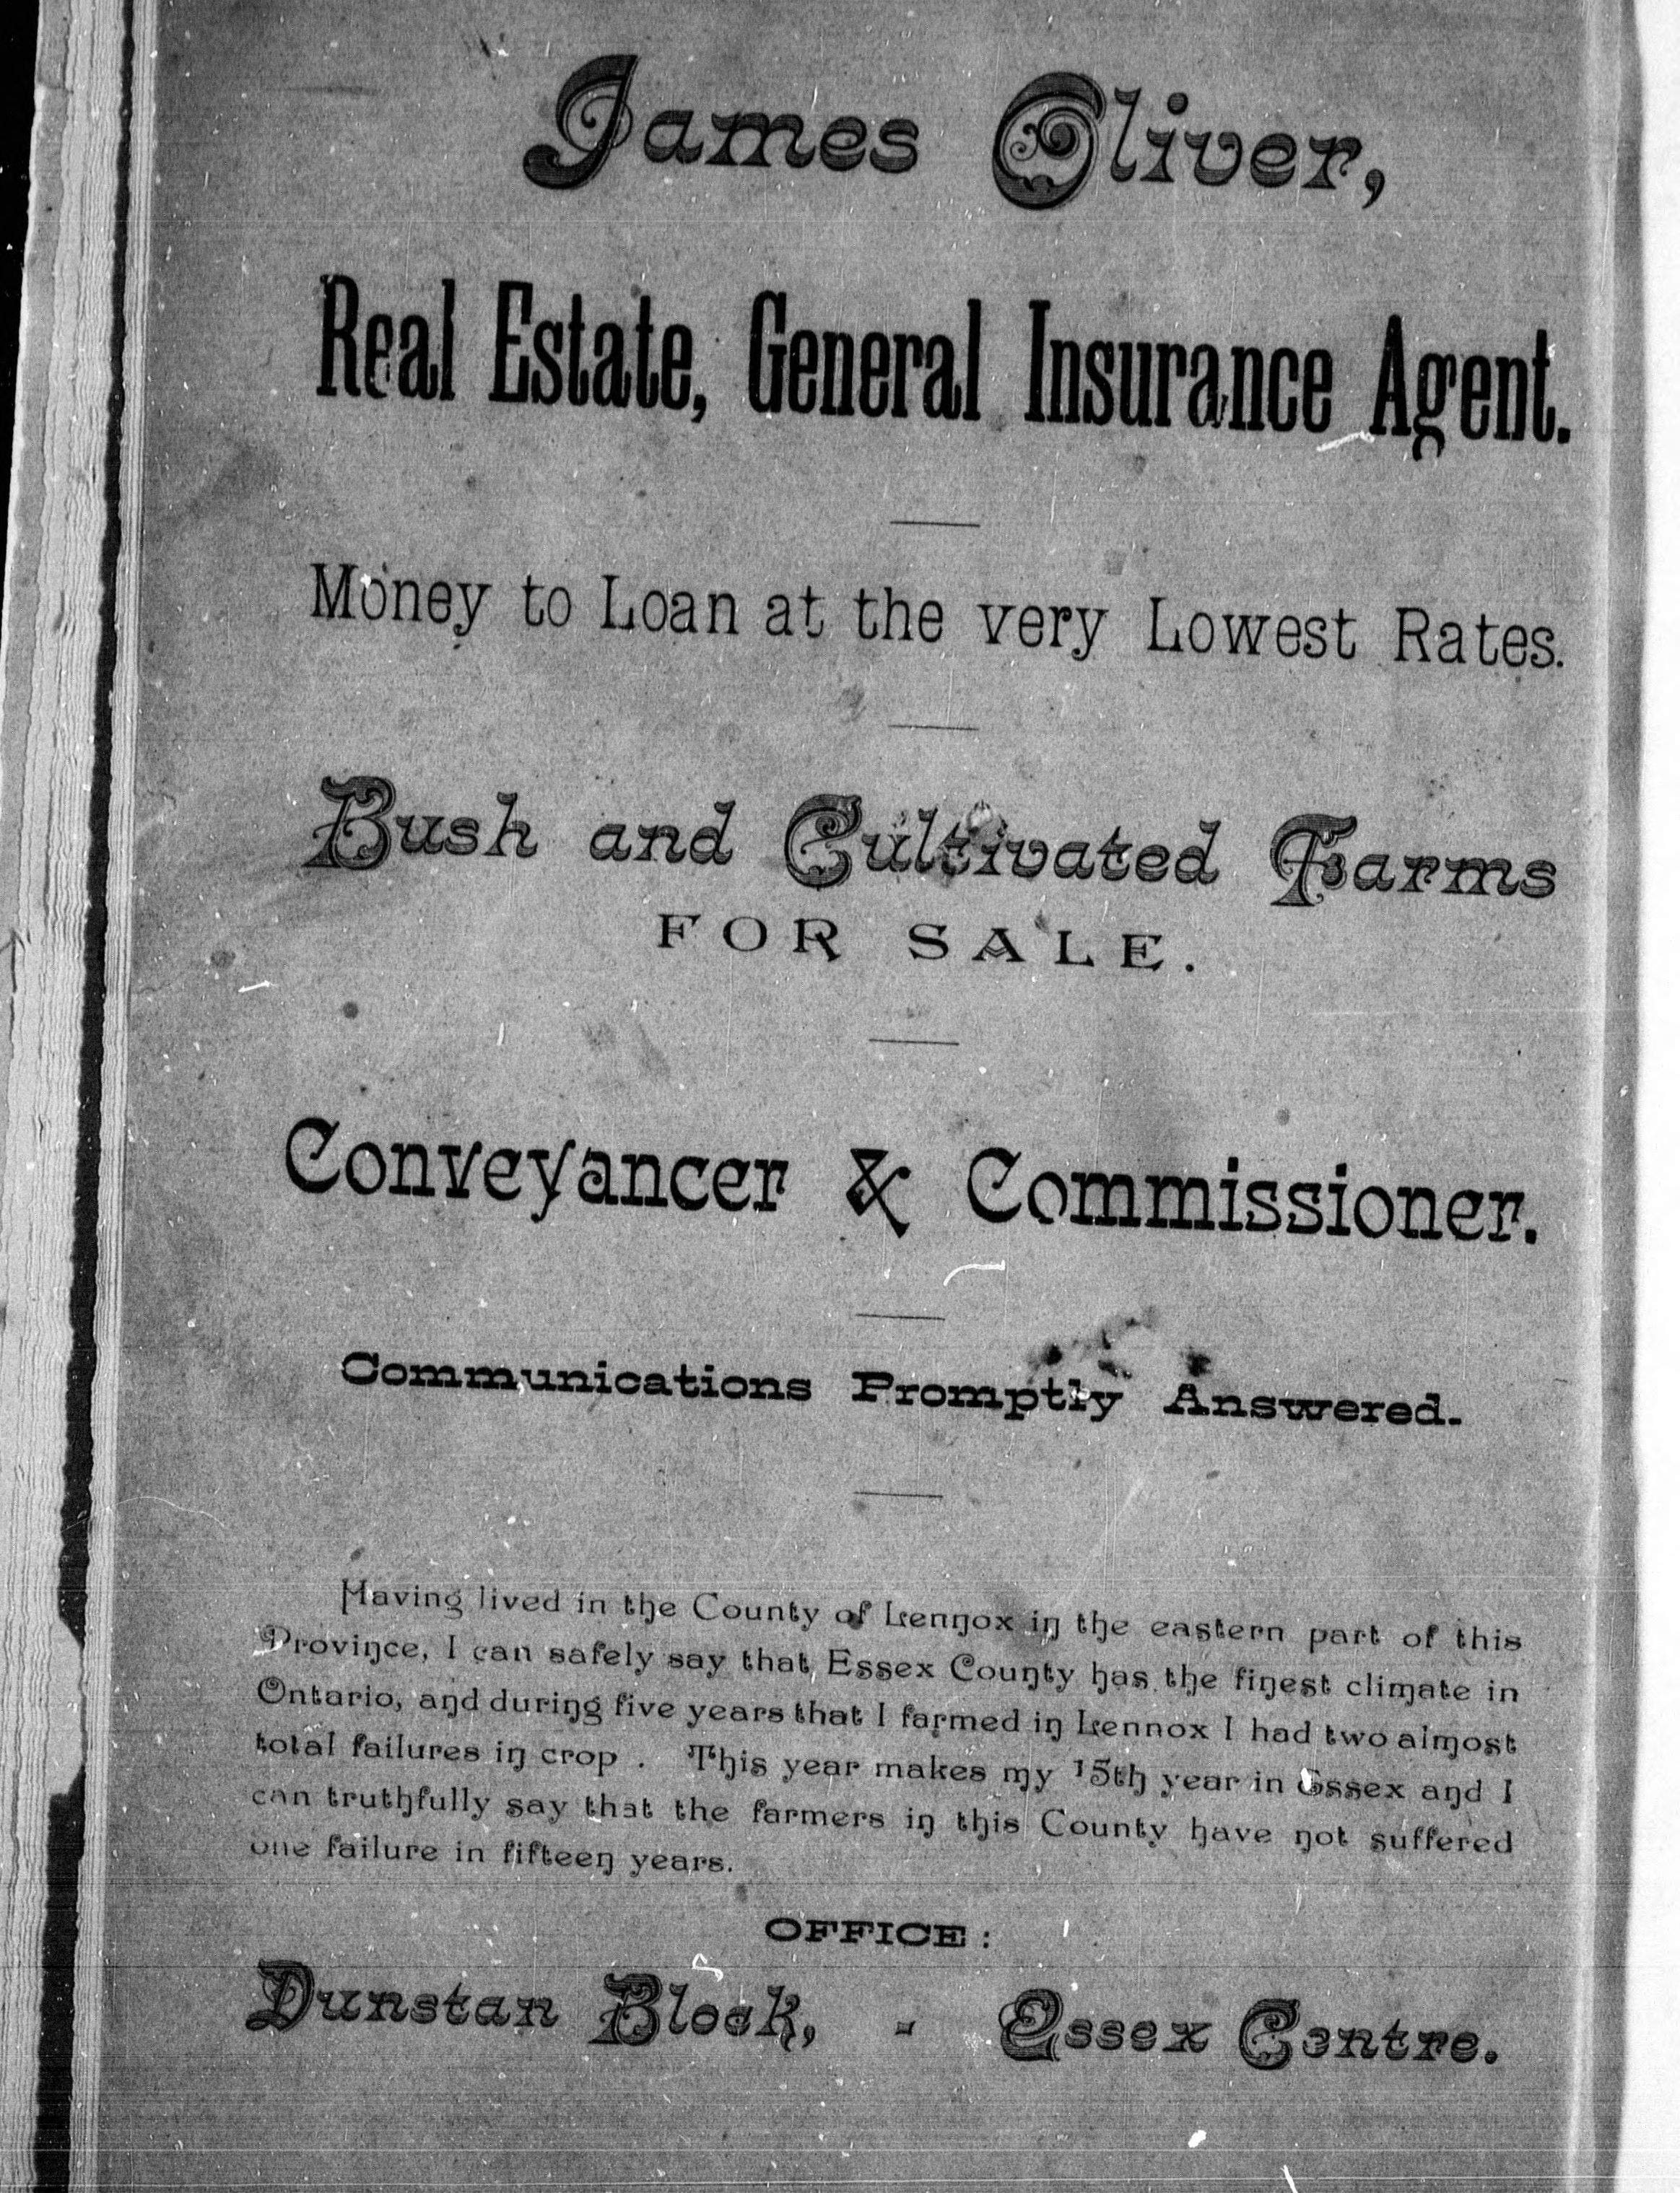 James Oliver,
Real Estate, General Insurance Agent.
Money to Loan at the very Lowest Rates.
Bush and Cultivated Farms
FOR SALE.
Conveyancer & Commissioner.
Communications Promptly Answered.
Having lived in the County of Lennox in the eastern part of this
Province, I can safely say that Essex County has the finest climate in
Ontario, and during five years that I farmed in Lennox I had two almost
total failures in crop . This year makes my 15th year in Essex and I
can truthfully say that the farmers in this County have not suffered
one failure in fifteen years.
OFFICE :
Dunstan Block, - Essex Centre.